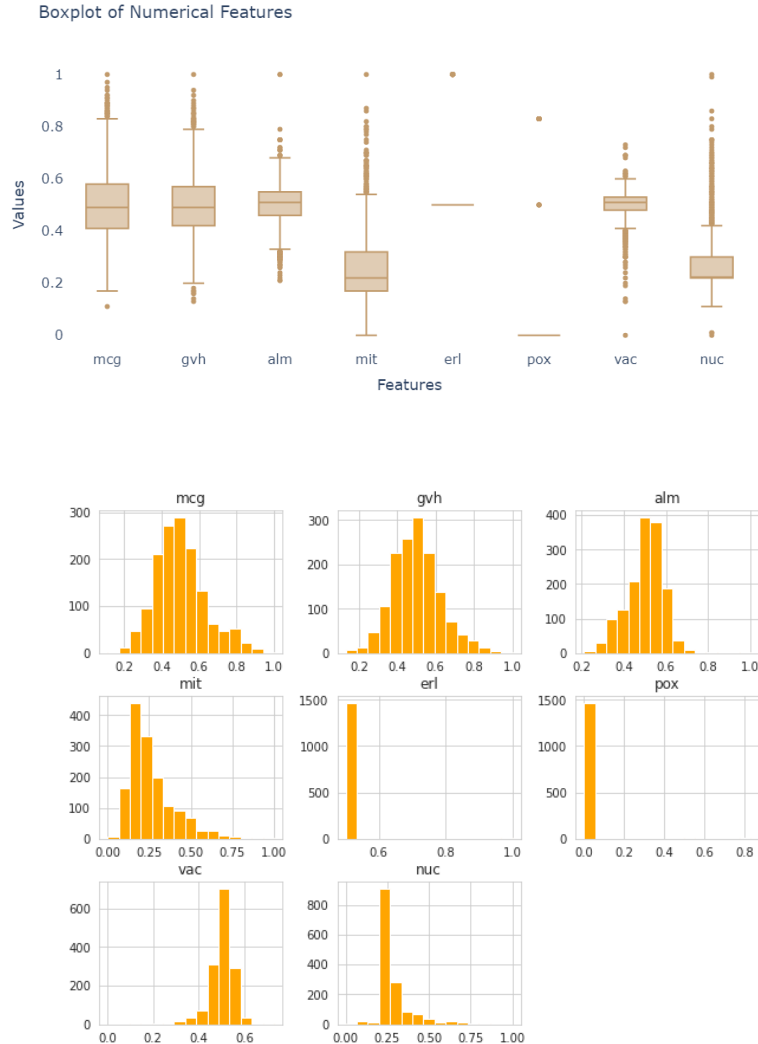 Boxplot of Numerical Features
1
0.8
0.6
0.4
0.2
0
Values
mcg gvh alm mit erl pox vac nuc
Features
mcg gvh alm
300
200
100
0
0.2 0.4 0.6 0.8 1.0
300
200
100
0
0.2 0.4 0.6 0.8 1.0
400
300
200
100
0
0.2 0.4 0.6 0.8 1.0
mit erl pox
400
300
200
100
0
0.00 0.25 0.50 0.75 1.00
1500
1000
500
0
0.6 0.8 1.0
1500
1000
500
0
0.0 0.2 0.4 0.6 0.8
vac nuc
600
400
200
0
0.0 0.2 0.4 0.6
800
600
400
200
0
0.00 0.25 0.50 0.75 1.00